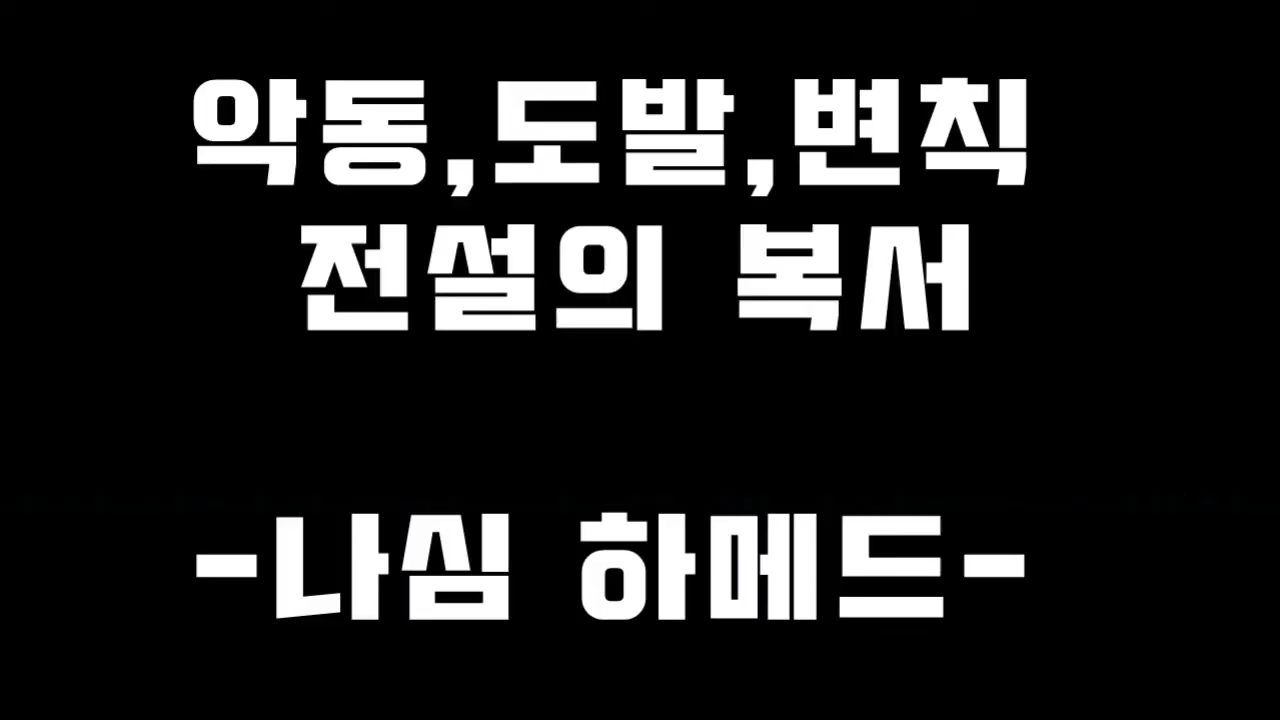 악동,도발,변칙
전설의 복서
-나심 하메드-